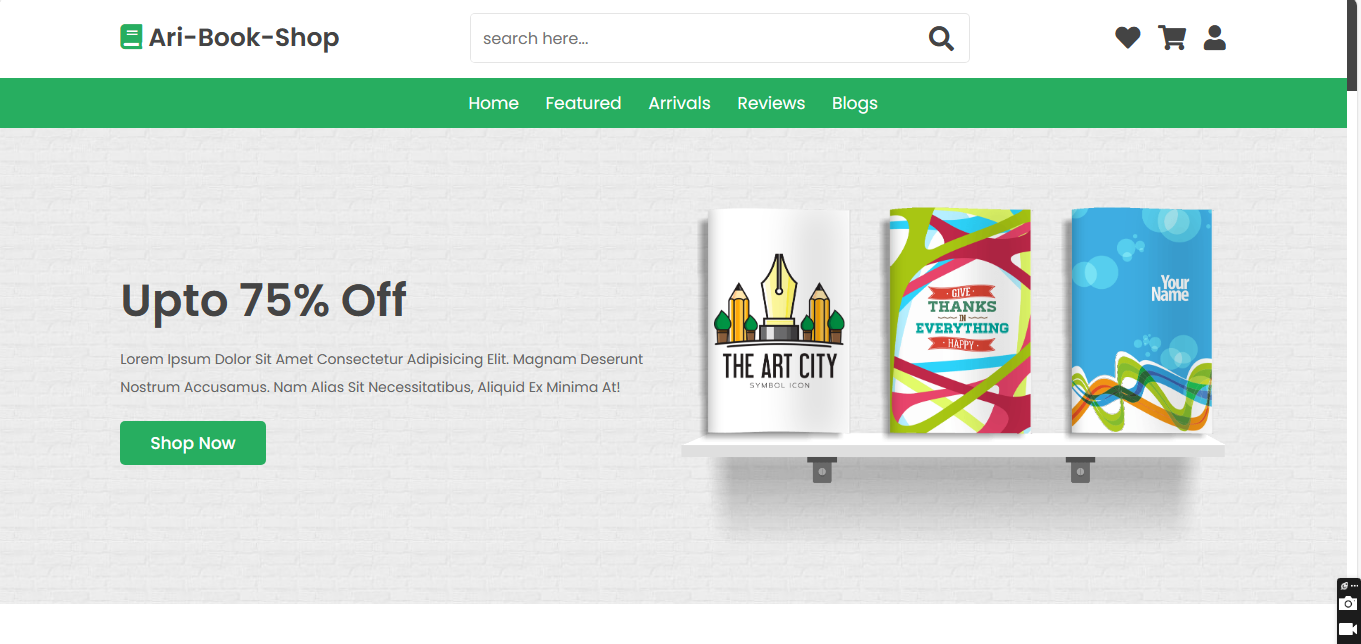 Ari-Book-Shop
search here...
Home Featured Arrivals Reviews Blogs
Upto 75% Off
Lorem Ipsum Dolor Sit Amet Consectetur Adipisicing Elit. Magnam Deserunt
Nostrum Accusamus. Nam Alias Sit Necessitatibus, Aliquid Ex Minima At!
Shop Now
THE ART CITY
SYMBOL ICON
GIVE
THANKS
IN
EVERYTHING
HAPPY
Your
Name